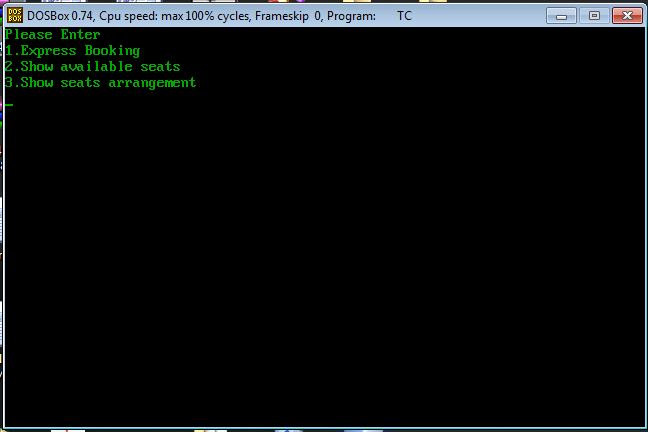 DOSBox 0.74, Cpu speed: max 100% cycles, Frameskip 0, Program: TC
Please Enter
1.Express Booking
2.Show available seats
3.Show seats arrangement